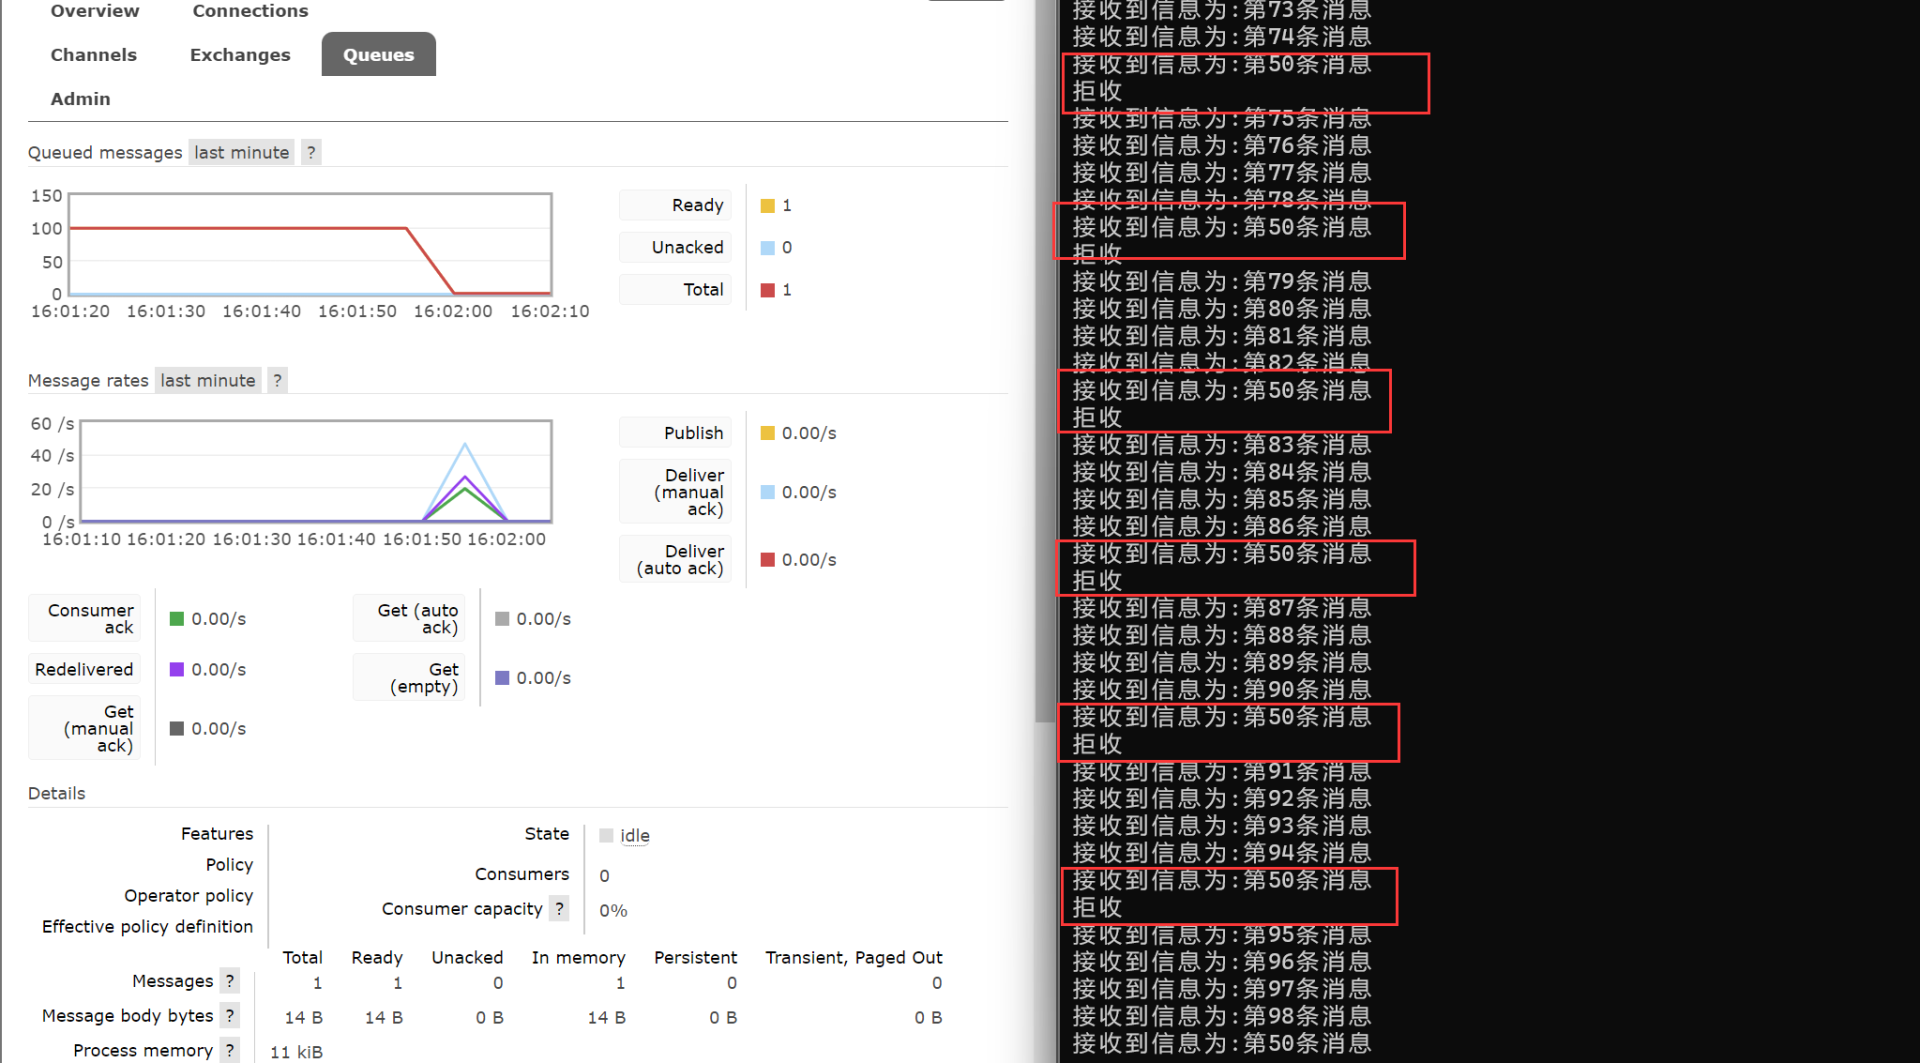 Overview Connections
Channels Exchanges Queues
Admin
Queued messages last minute ?
150
100
50
0
16:01:20 16:01:30 16:01:40 16:01:50 16:02:00 16:02:10
Ready 1
Unacked 0
Total 1
Message rates last minute ?
60 /s
40 /s
20 /s
0 /s
16:01:10 16:01:20 16:01:30 16:01:40 16:01:50 16:02:00
Publish 0.00/s
Deliver
(manual 0.00/s
ack)
Deliver
(auto ack) 0.00/s
Consumer
ack 0.00/s
Redelivered 0.00/s
Get
(manual 0.00/s
ack)
Get (auto
ack) 0.00/s
Get
(empty) 0.00/s
Details
Features
Policy
Operator policy
Effective policy definition
State idle
Consumers 0
Consumer capacity ? 0%
Total Ready Unacked In memory Persistent Transient, Paged Out
Messages ? 1 1 0 1 0 0
Message body bytes ? 14 B 14 B 0 B 14 B 0 B 0 B
Process memory ? 11 kiB
接收到信息为:第73条消息
接收到信息为:第74条消息
接收到信息为:第50条消息
拒收
接收到信息为:第75条消息
接收到信息为:第76条消息
接收到信息为:第77条消息
接收到信息为:第78条消息
接收到信息为:第50条消息
拒收
接收到信息为:第79条消息
接收到信息为:第80条消息
接收到信息为:第81条消息
接收到信息为:第82条消息
接收到信息为:第50条消息
拒收
接收到信息为:第83条消息
接收到信息为:第84条消息
接收到信息为:第85条消息
接收到信息为:第86条消息
接收到信息为:第50条消息
拒收
接收到信息为:第87条消息
接收到信息为:第88条消息
接收到信息为:第89条消息
接收到信息为:第90条消息
接收到信息为:第50条消息
拒收
接收到信息为:第91条消息
接收到信息为:第92条消息
接收到信息为:第93条消息
接收到信息为:第94条消息
接收到信息为:第50条消息
拒收
接收到信息为:第95条消息
接收到信息为:第96条消息
接收到信息为:第97条消息
接收到信息为:第98条消息
接收到信息为:第50条消息